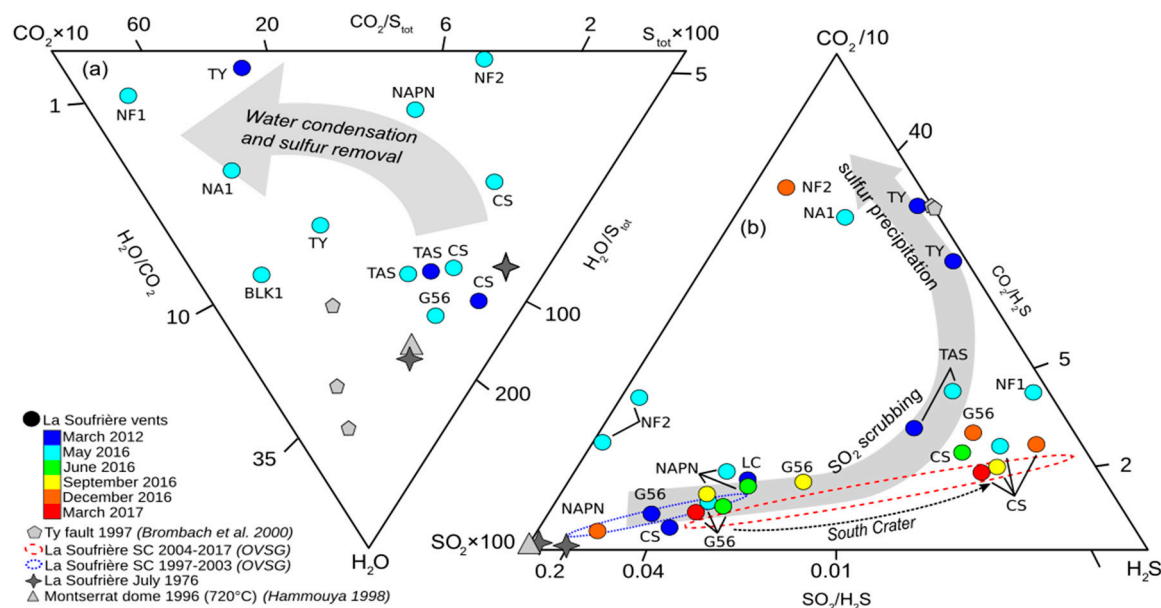 CO₂×10
60
20
CO₂/Sₜₒₜ
6
2
Sₜₒₜ×100
(a)
TY
NF2
5
1
NF1
NAPN
Water condensation
and sulfur removal
NA1
CS
TY
H₂O/CO₂
H₂O/Sₜₒₜ
TAS
TAS
CS
CS
BLK1
G56
10
100
200
35
H₂O
La Soufrière vents
March 2012
May 2016
June 2016
September 2016
December 2016
March 2017
Ty fault 1997 (Brombach et al. 2000)
La Soufrière SC 2004-2017 (OVSG)
La Soufrière SC 1997-2003 (OVSG)
La Soufrière July 1976
Montserrat dome 1996 (720°C) (Hammouya 1998)
CO₂/10
40
NF2
NA1
TY
(b)
sulfur precipitation
TY
CO₂/H₂S
TAS
5
NF1
NF2
SO₂ scrubbing
G56
NAPN
LC
G56
CS
2
NAPN
G56
CS
CS
G56
South Crater
SO₂×100
H₂S
0.2
0.04
0.01
SO₂/H₂S